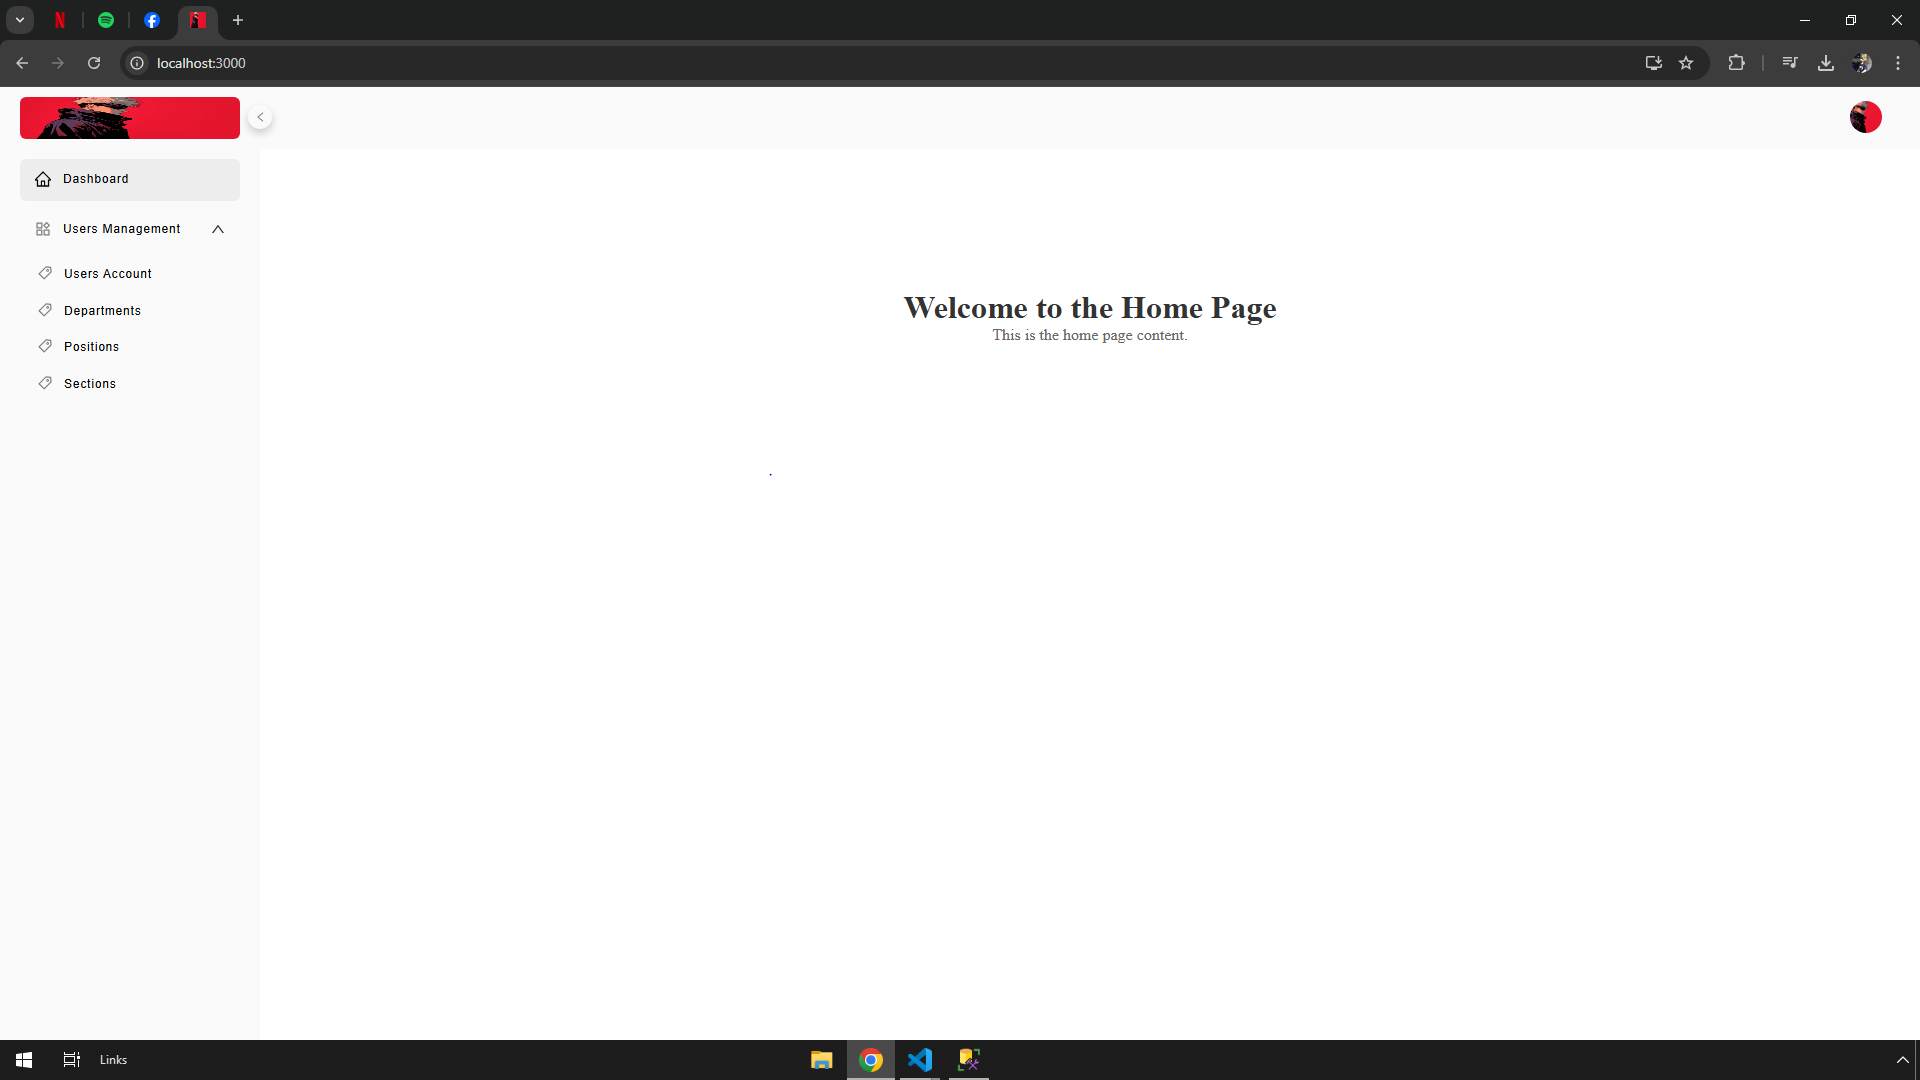 localhost:3000
Dashboard
Users Management
Users Account
Departments
Positions
Sections
Welcome to the Home Page
This is the home page content.
Links